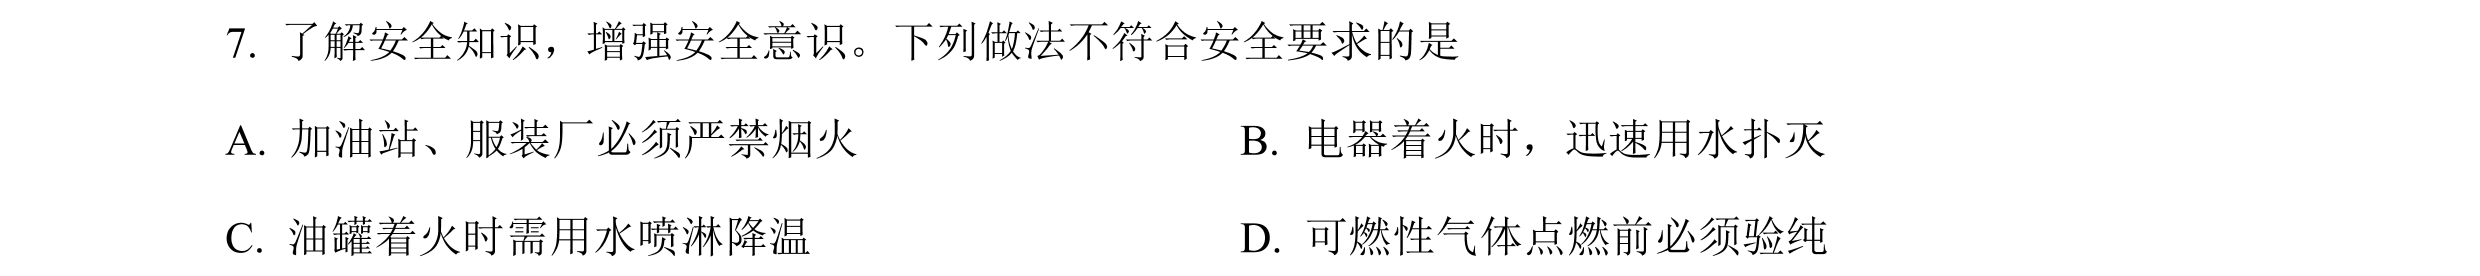 7. 了解安全知识，增强安全意识。下列做法不符合安全要求的是
A. 加油站、服装厂必须严禁烟火 B. 电器着火时，迅速用水扑灭
C. 油罐着火时需用水喷淋降温 D. 可燃性气体点燃前必须验纯